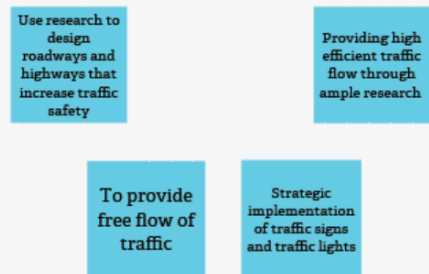 Use research to
design
roadways and
highways that
increase traffic
safety
Providing high
efficient traffic
flow through
ample research
To provide
free flow of
traffic
Strategic
implementation
of traffic signs
and traffic lights